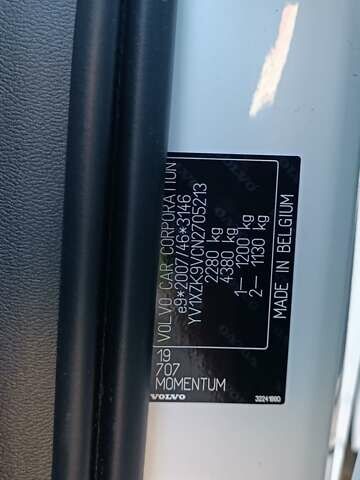 VOLVO CAR CORPORATION
e9*2007/46*3146
YV1XZK9VCN2705213
2280 kg
4380 kg
1— 1200 kg
2— 1130 kg
MADE IN BELGIUM
19
707
MOMENTUM
VOLVO